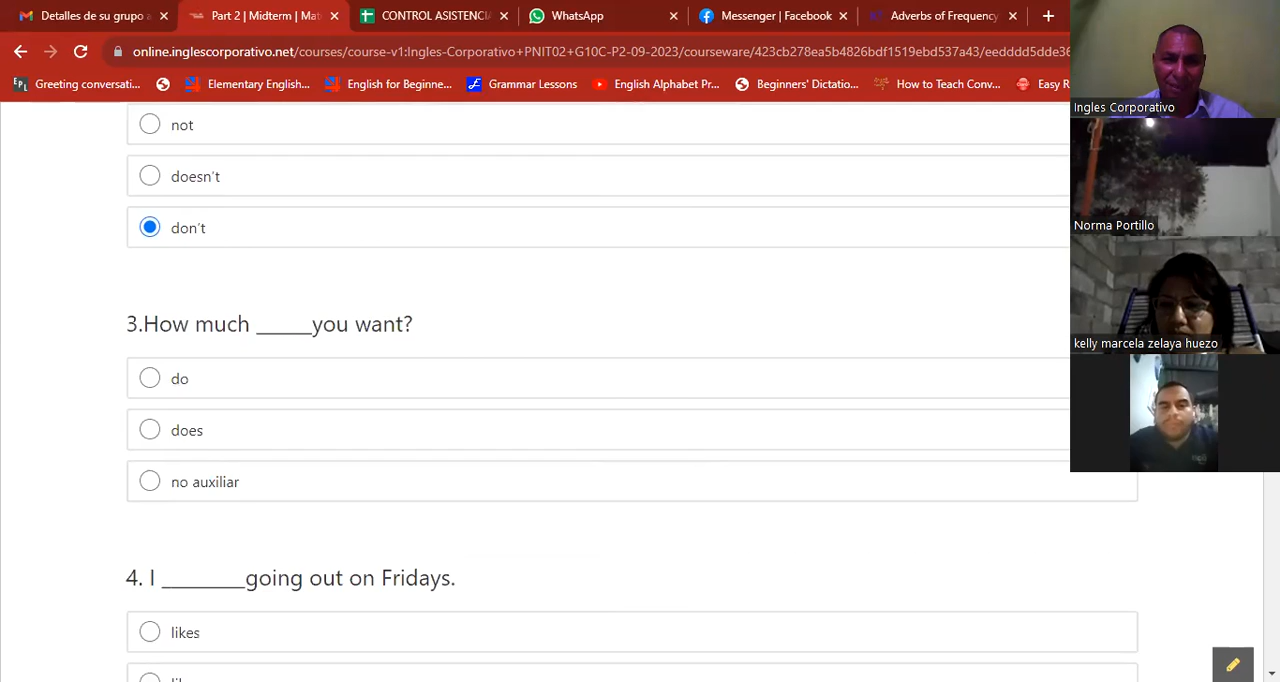 Detalles de su grupo a
Part 2 | Midterm | Mat
CONTROL ASISTENCIA
WhatsApp
Messenger | Facebook
Adverbs of Frequency
online.inglescorporativo.net/courses/course-v1:Ingles-Corporativo+PNIT02+G10C-P2-09-2023/courseware/423cb278ea5b4826bdf1519ebd537a43/eedddd5dde36
Greeting conversati...
Elementary English...
English for Beginne...
Grammar Lessons
English Alphabet Pr...
Beginners' Dictatio...
How to Teach Conv...
Easy R
Ingles Corporativo
not
doesn't
don't
Norma Portillo
3.How much _____you want?
kelly marcela zelaya huezo
do
does
no auxiliar
4. I ________going out on Fridays.
likes